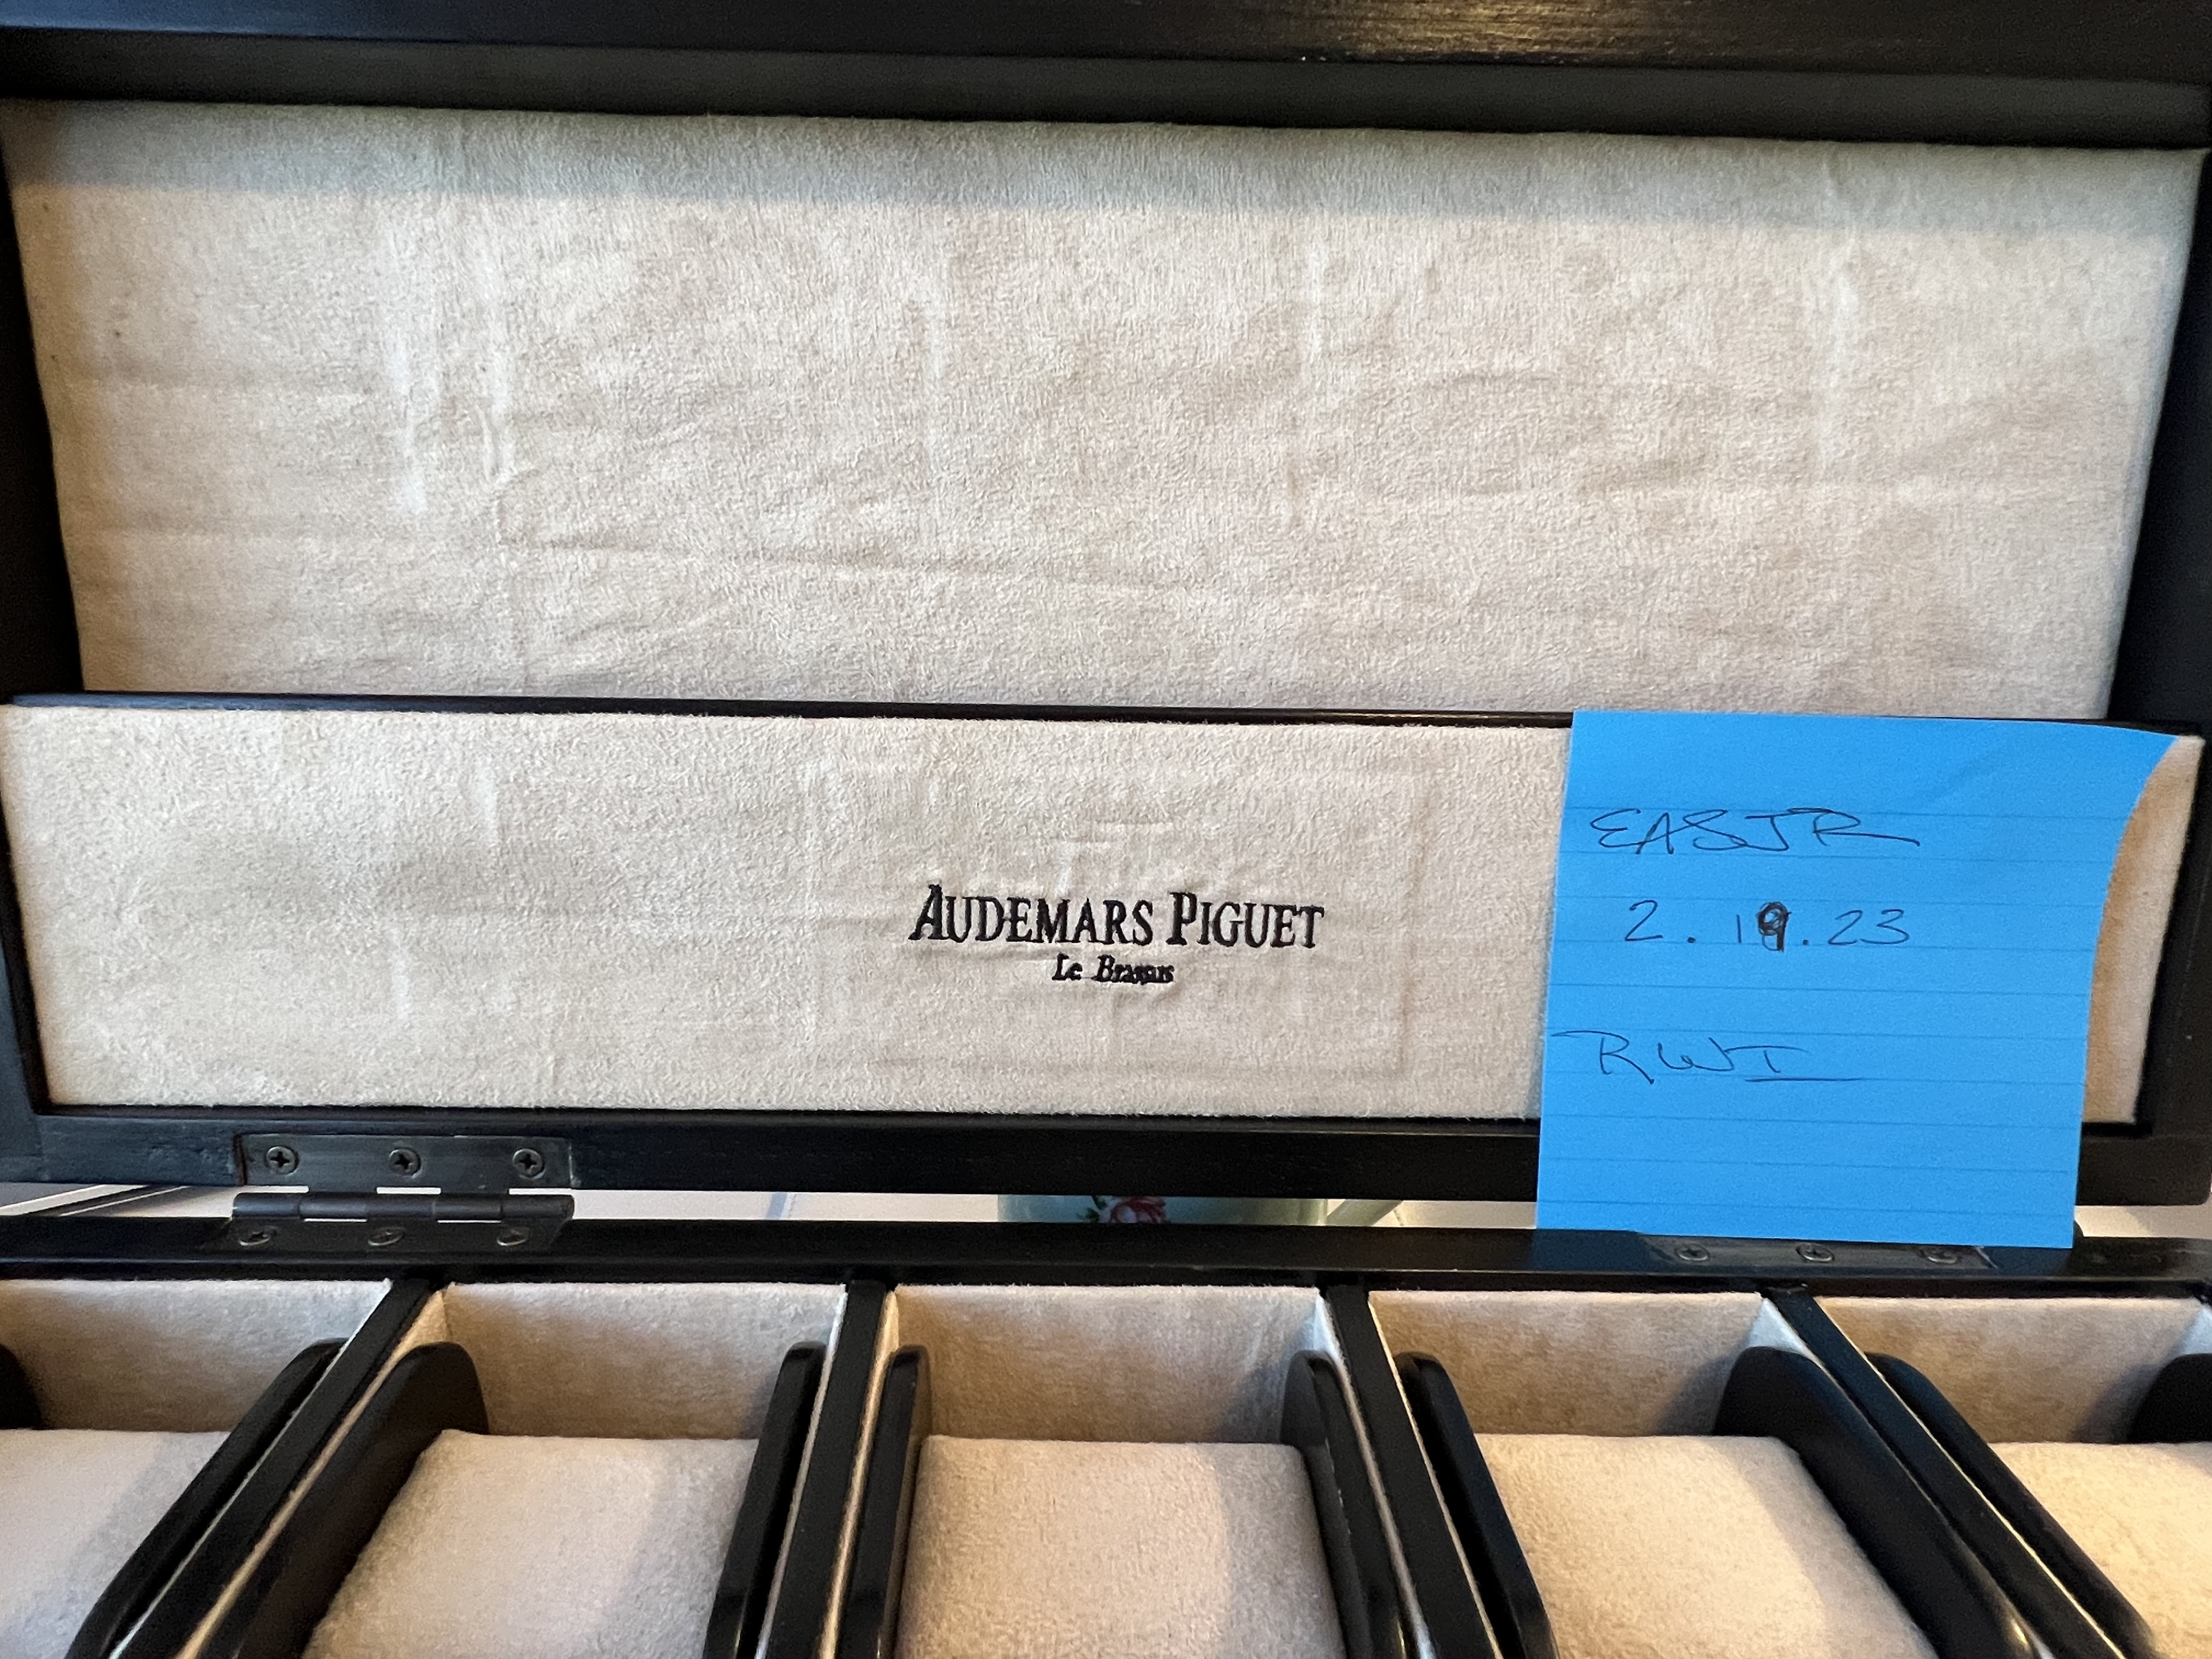 AUDEMARS PIGUET
Le Brassus
EASJR
2.19.23
RWI